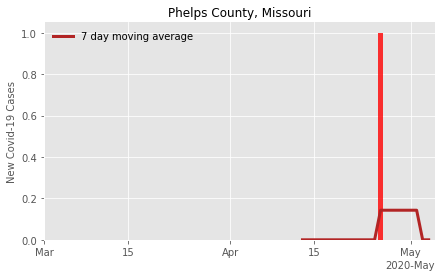 Phelps County, Missouri
7 day moving average
New Covid-19 Cases
1.0
0.8
0.6
0.4
0.2
0.0
Mar 15 Apr 15 May
2020-May